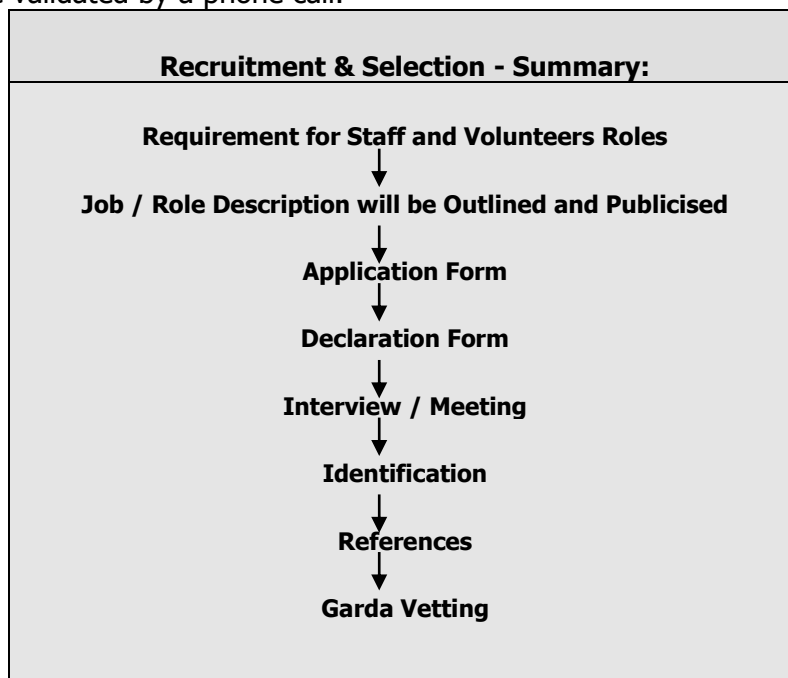 validated by a phone call.
Recruitment & Selection - Summary:
Requirement for Staff and Volunteers Roles
Job / Role Description will be Outlined and Publicised
Application Form
Declaration Form
Interview / Meeting
Identification
References
Garda Vetting